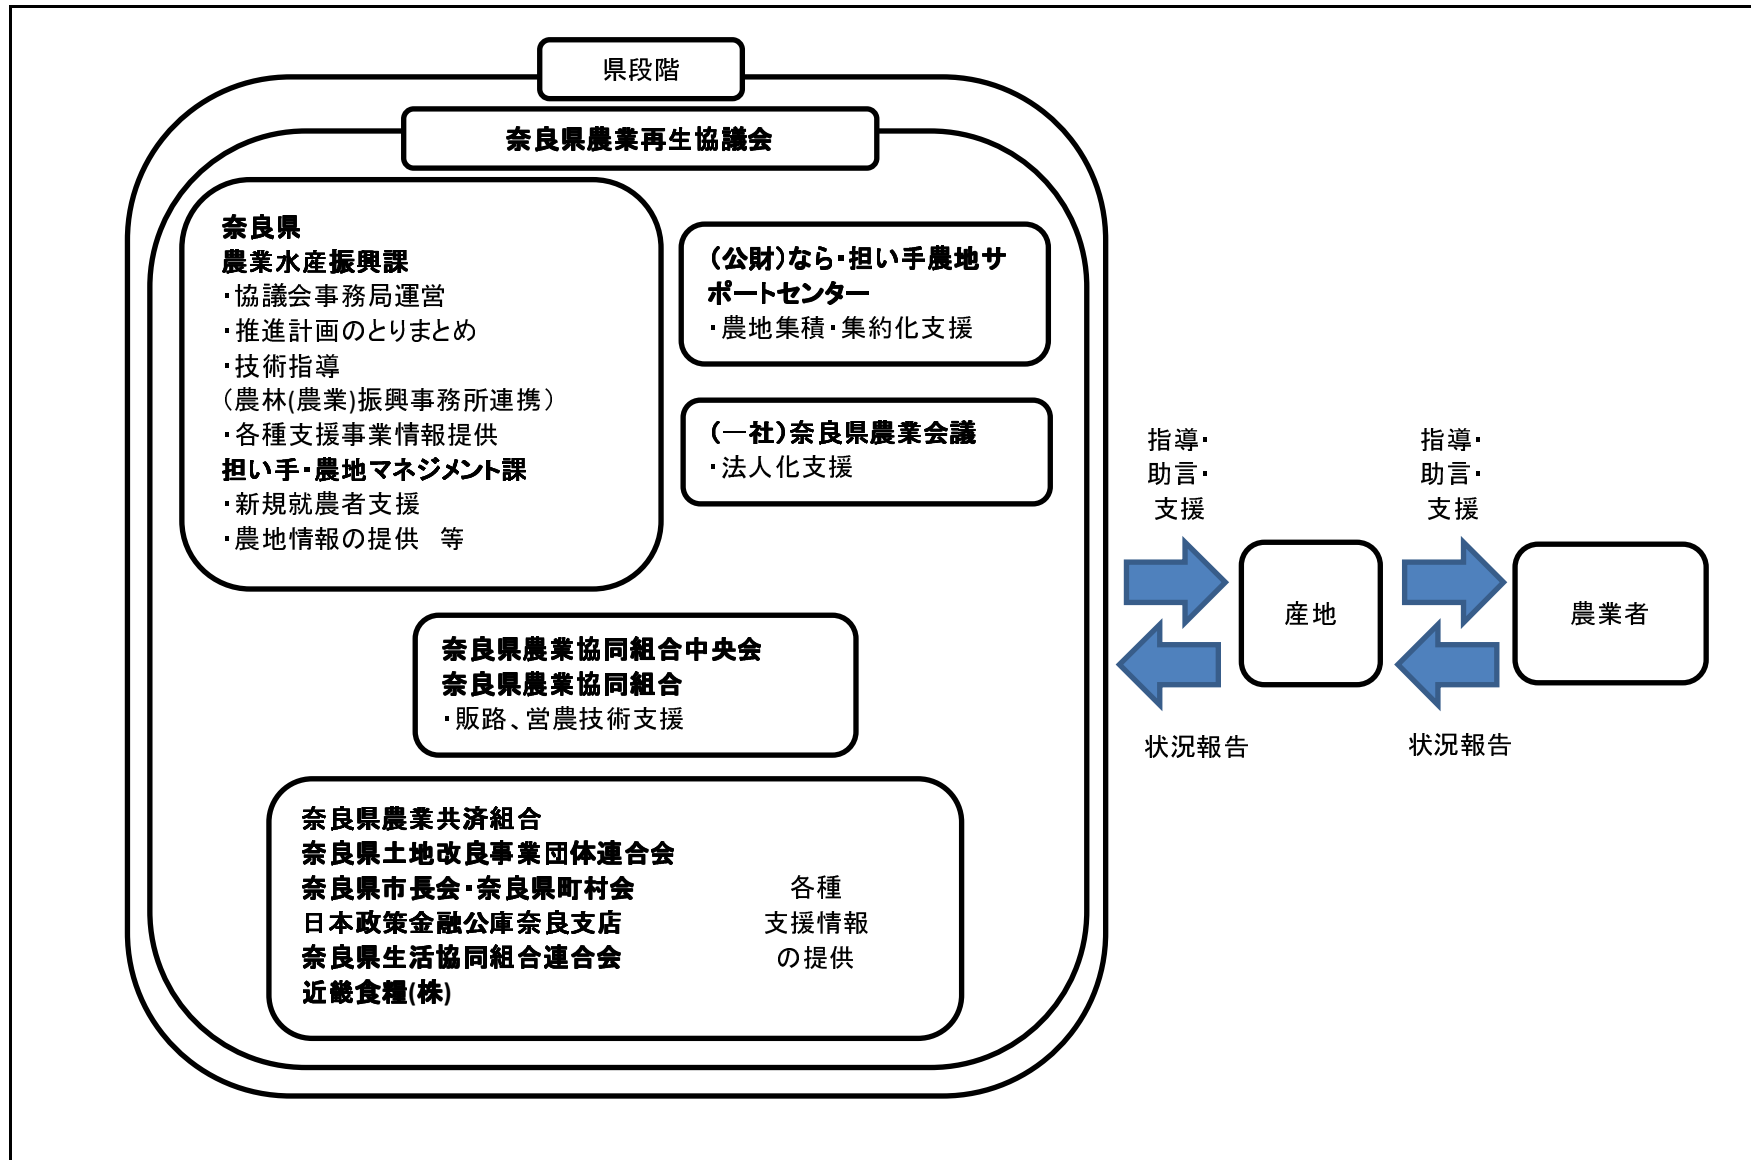 県段階
奈良県農業再生協議会
奈良県
農業水産振興課
・協議会事務局運営
・推進計画のとりまとめ
・技術指導
（農林(農業)振興事務所連携）
・各種支援事業情報提供
担い手・農地マネジメント課
・新規就農者支援
・農地情報の提供　等
（公財）なら・担い手農地サ
ポートセンター
・農地集積・集約化支援
（一社）奈良県農業会議
・法人化支援
奈良県農業協同組合中央会
奈良県農業協同組合
・販路、営農技術支援
奈良県農業共済組合
奈良県土地改良事業団体連合会
奈良県市長会・奈良県町村会
日本政策金融公庫奈良支店
奈良県生活協同組合連合会
近畿食糧(株)
各種
支援情報
の提供
指導・
助言・
支援
産地
状況報告
指導・
助言・
支援
農業者
状況報告